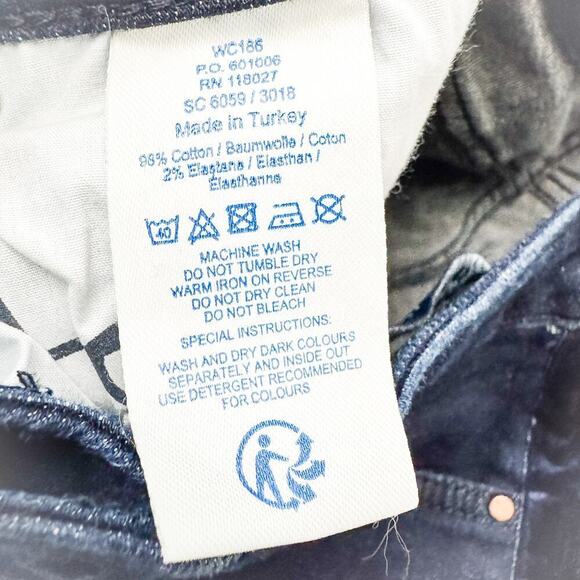 WC186
P.O. 601006
RN 118027
SC 6059 / 3018
Made in Turkey
98% Cotton / Baumwolle / Coton
2% Elastane / Elasthan /
Elasthanne
40
MACHINE WASH
DO NOT TUMBLE DRY
WARM IRON ON REVERSE
DO NOT DRY CLEAN
DO NOT BLEACH
SPECIAL INSTRUCTIONS:
WASH AND DRY DARK COLOURS
SEPARATELY AND INSIDE OUT
USE DETERGENT RECOMMENDED
FOR COLOURS